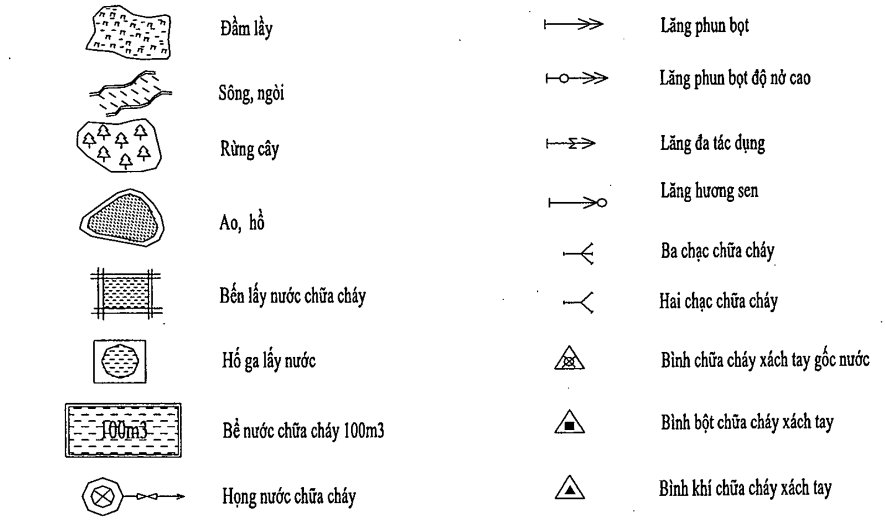 Đầm lầy
Sông, ngòi
Rừng cây
Ao, hồ
Bến lấy nước chữa cháy
Hố ga lấy nước
100m3
Bể nước chữa cháy 100m3
Họng nước chữa cháy
Lăng phun bọt
Lăng phun bọt độ nở cao
Lăng đa tác dụng
Lăng hương sen
Ba chạc chữa cháy
Hai chạc chữa cháy
Bình chữa cháy xách tay gốc nước
Bình bột chữa cháy xách tay
Bình khí chữa cháy xách tay